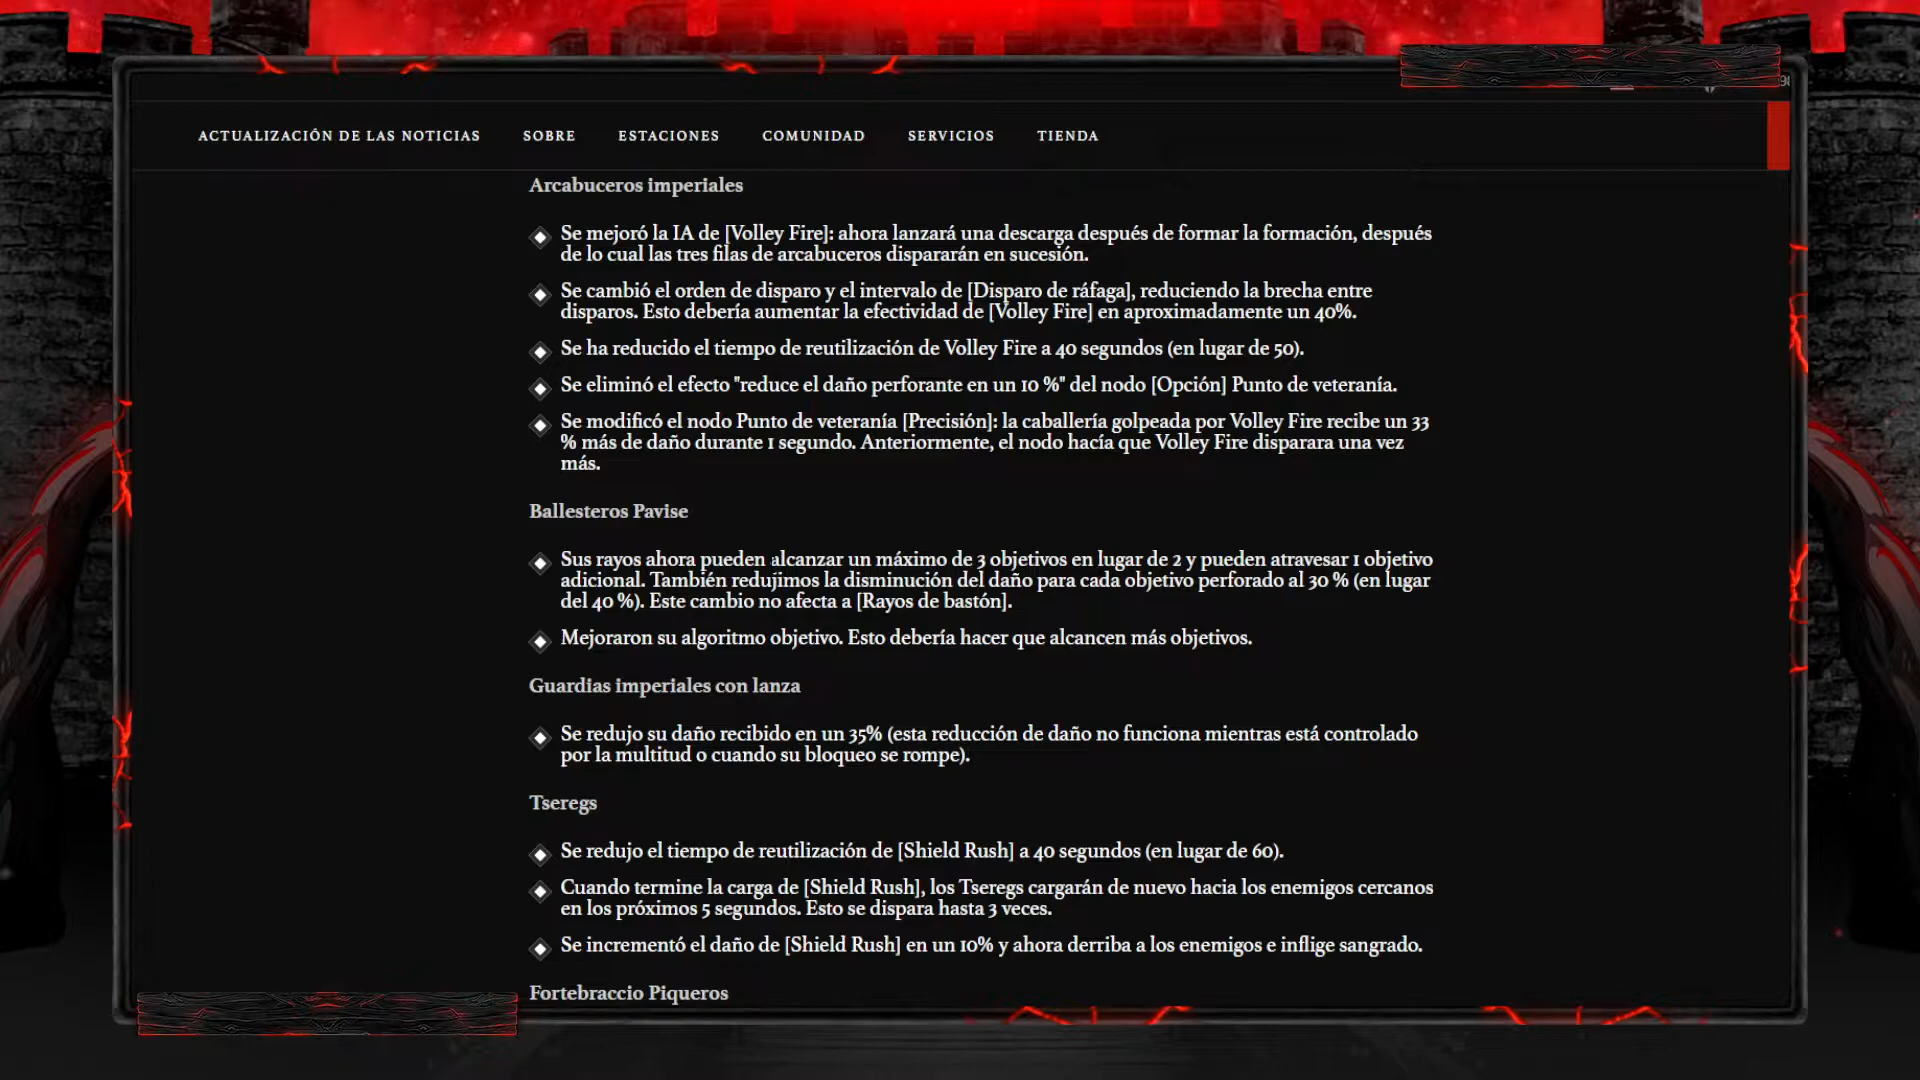 ACTUALIZACIÓN DE LAS NOTICIAS SOBRE ESTACIONES COMUNIDAD SERVICIOS TIENDA
Arcabuceros imperiales
Se mejoró la IA de [Volley Fire]: ahora lanzará una descarga después de formar la formación, después
de lo cual las tres filas de arcabuceros dispararán en sucesión.
Se cambió el orden de disparo y el intervalo de [Disparo de ráfaga], reduciendo la brecha entre
disparos. Esto debería aumentar la efectividad de [Volley Fire] en aproximadamente un 40%.
Se ha reducido el tiempo de reutilización de Volley Fire a 40 segundos (en lugar de 50).
Se eliminó el efecto "reduce el daño perforante en un 10 %" del nodo [Opción] Punto de veteranía.
Se modificó el nodo Punto de veteranía [Precisión]: la caballería golpeada por Volley Fire recibe un 33
% más de daño durante 1 segundo. Anteriormente, el nodo hacía que Volley Fire disparara una vez
más.
Ballesteros Pavise
Sus rayos ahora pueden alcanzar un máximo de 3 objetivos en lugar de 2 y pueden atravesar 1 objetivo
adicional. También redujimos la disminución del daño para cada objetivo perforado al 30 % (en lugar
del 40 %). Este cambio no afecta a [Rayos de bastón].
Mejoraron su algoritmo objetivo. Esto debería hacer que alcancen más objetivos.
Guardias imperiales con lanza
Se redujo su daño recibido en un 35% (esta reducción de daño no funciona mientras está controlado
por la multitud o cuando su bloqueo se rompe).
Tseregs
Se redujo el tiempo de reutilización de [Shield Rush] a 40 segundos (en lugar de 60).
Cuando termine la carga de [Shield Rush], los Tseregs cargarán de nuevo hacia los enemigos cercanos
en los próximos 5 segundos. Esto se dispara hasta 3 veces.
Se incrementó el daño de [Shield Rush] en un 10% y ahora derriba a los enemigos e inflige sangrado.
Fortebraccio Piqueros